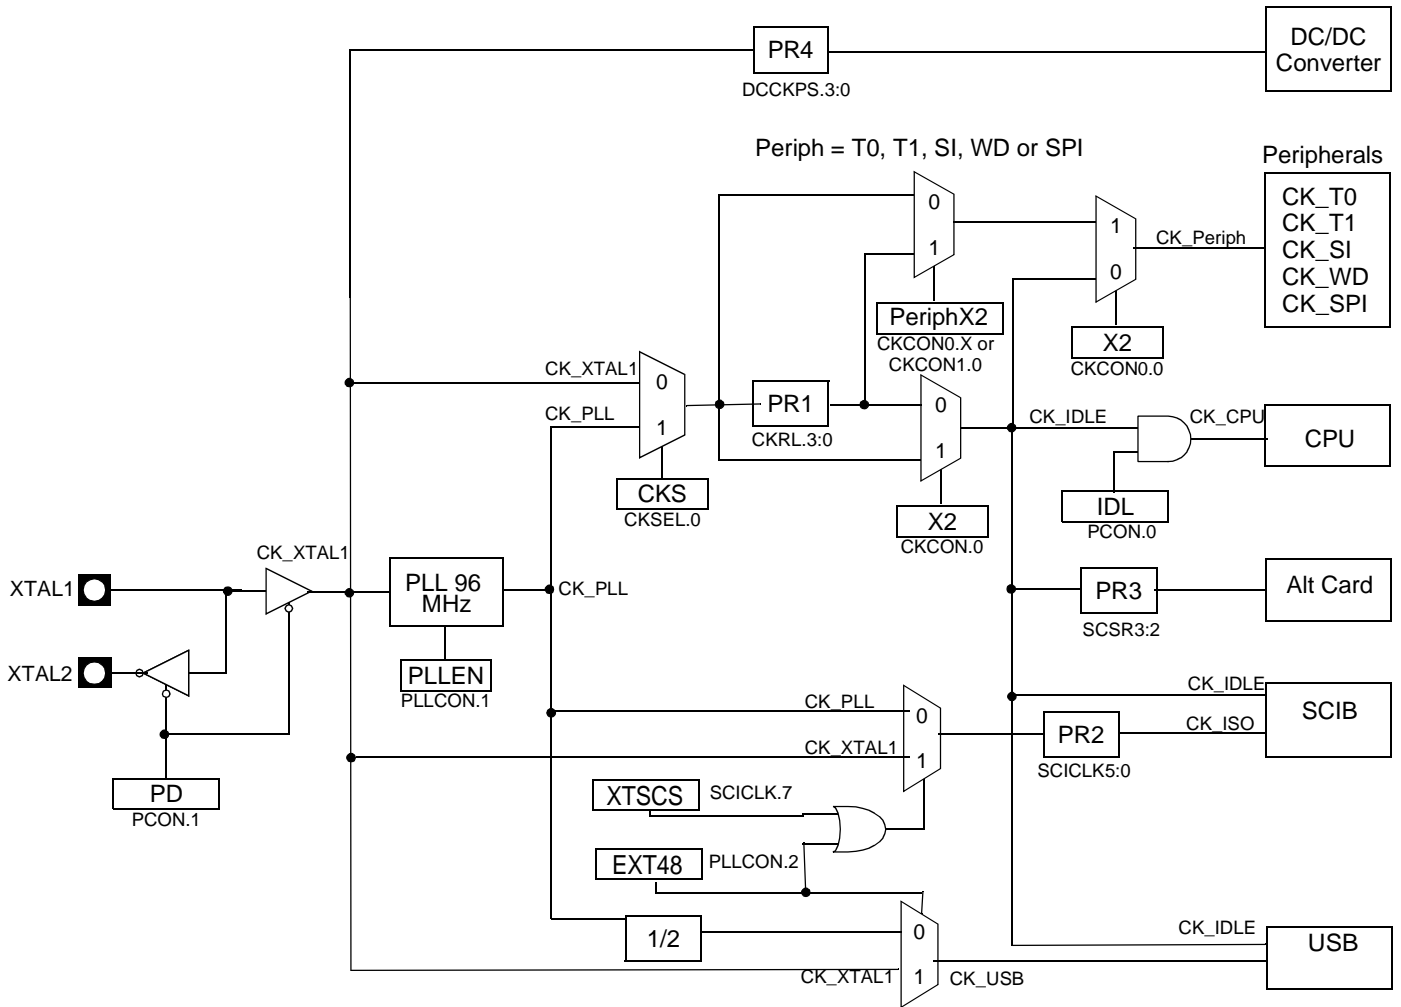 PR4
DCCKPS.3:0
DC/DC
Converter
Periph = T0, T1, SI, WD or SPI
Peripherals
CK_T0
CK_T1
CK_SI
CK_WD
CK_SPI
0
1
1
0
CK_Periph
PeriphX2
CKCON0.X or
CKCON1.0
X2
CKCON0.0
CK_XTAL1
0
CK_PLL
1
PR1
CKRL.3:0
0
1
CK_IDLE
CK_CPU
CPU
CKS
CKSEL.0
X2
CKCON.0
IDL
PCON.0
CK_XTAL1
XTAL1
PLL 96
MHz
CK_PLL
PR3
SCSR3:2
Alt Card
XTAL2
PLLEN
PLLCON.1
CK_PLL
0
CK_XTAL1
1
PR2
SCICLK5:0
CK_IDLE
CK_ISO
SCIB
PD
PCON.1
XTSCS
SCICLK.7
EXT48
PLLCON.2
1/2
0
CK_XTAL1
1
CK_USB
CK_IDLE
USB